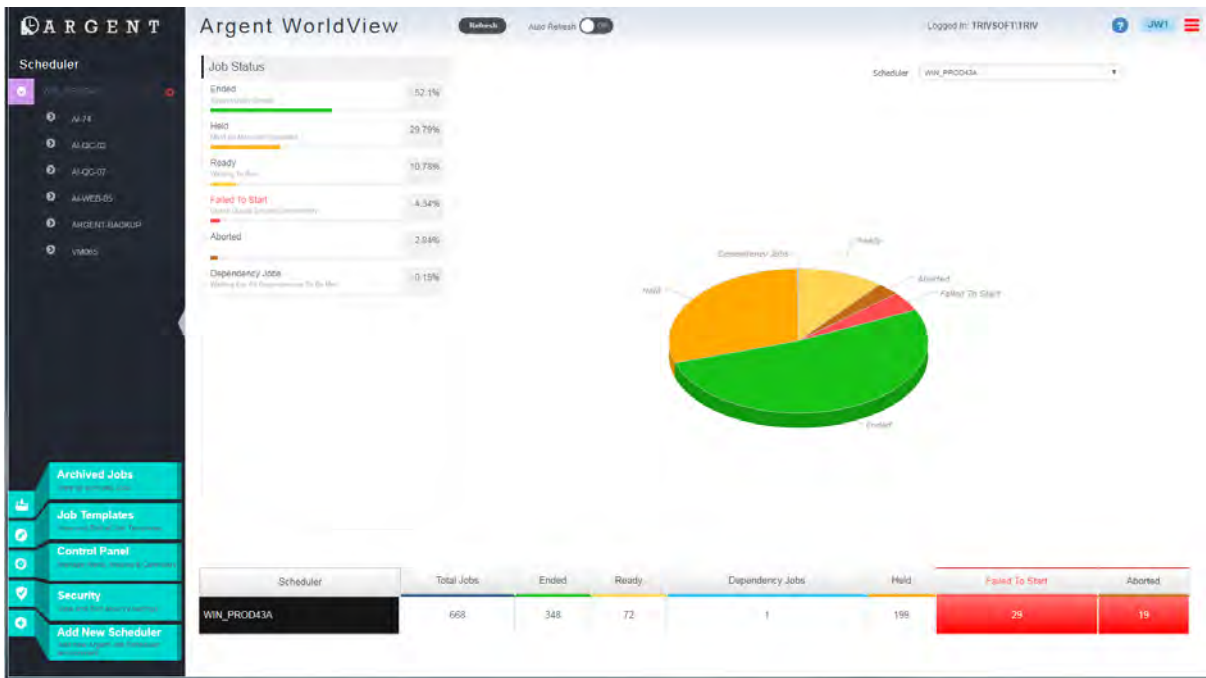 ARGENT
Argent WorldView
Refresh
Auto Refresh
Logged In: TRIVSOFT\TRIV
?
JW1
Scheduler
Job Status
Scheduler
WIN_PROD43A
Ended
52.1%
Held
29.79%
Ready
10.78%
Waiting To Run
Failed To Start
4.34%
Aborted
2.84%
Dependency Jobs
0.15%
AI-74
AI-QC-02
AI-QC-07
AI-WEB-05
ARGENT-BACKUP
VM065
Dependency Jobs
Ready
Aborted
Failed To Start
Held
Ended
Archived Jobs
Job Templates
Control Panel
Security
Add New Scheduler
Scheduler
Total Jobs
Ended
Ready
Dependency Jobs
Held
Failed To Start
Aborted
WIN_PROD43A
668
348
72
1
199
29
19